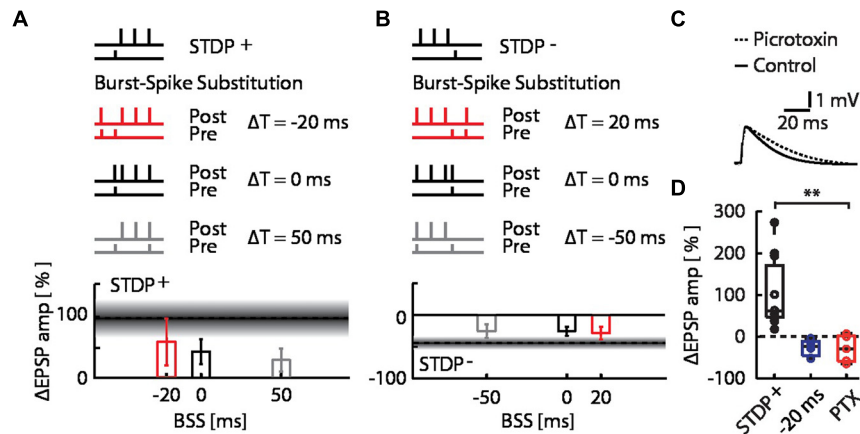 A
STDP +
Burst-Spike Substitution
Post
Pre
ΔT = -20 ms
Post
Pre
ΔT = 0 ms
Post
Pre
ΔT = 50 ms
STDP+
ΔEPSP amp [ % ]
100
0
-20
0
50
BSS [ms]
B
STDP -
Burst-Spike Substitution
Post
Pre
ΔT = 20 ms
Post
Pre
ΔT = 0 ms
Post
Pre
ΔT = -50 ms
0
STDP-
-100
-50
0
20
BSS [ms]
C
Picrotoxin
Control
1 mV
20 ms
D
**
ΔEPSP amp [ % ]
300
200
100
0
-100
STDP+
-20 ms
PTX